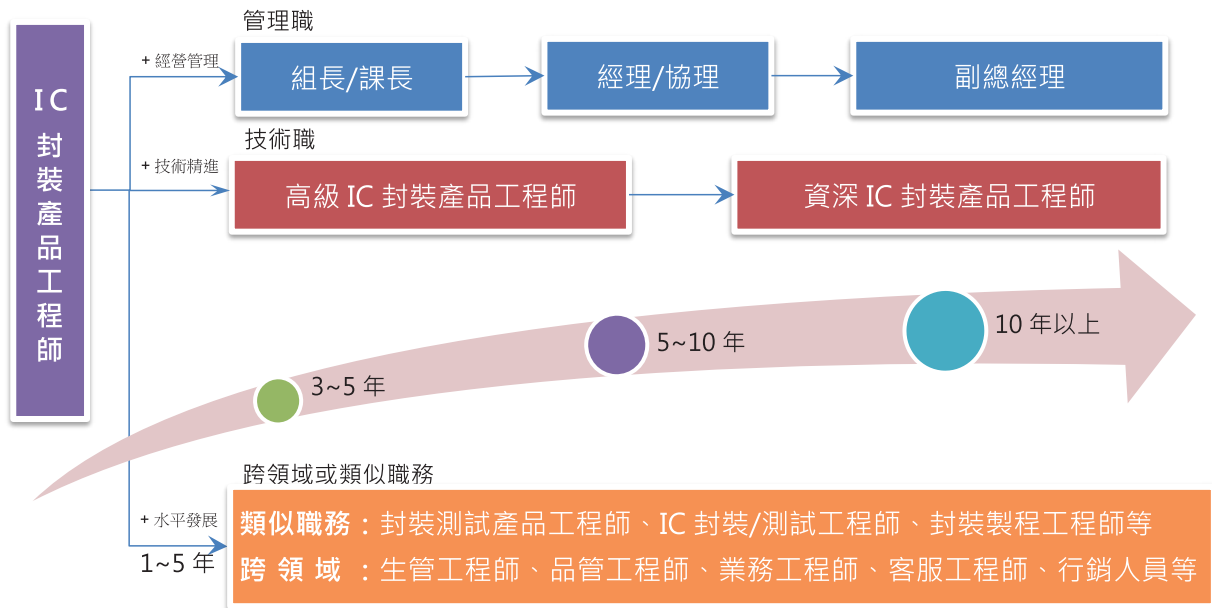 IC封裝產品工程師
管理職
+ 經營管理
組長/課長
經理/協理
副總經理
技術職
+ 技術精進
高級 IC 封裝產品工程師
資深 IC 封裝產品工程師
3~5 年
5~10 年
10 年以上
跨領域或類似職務
+ 水平發展
1~5 年
類似職務：封裝測試產品工程師、IC 封裝/測試工程師、封裝製程工程師等
跨 領 域 ：生管工程師、品管工程師、業務工程師、客服工程師、行銷人員等